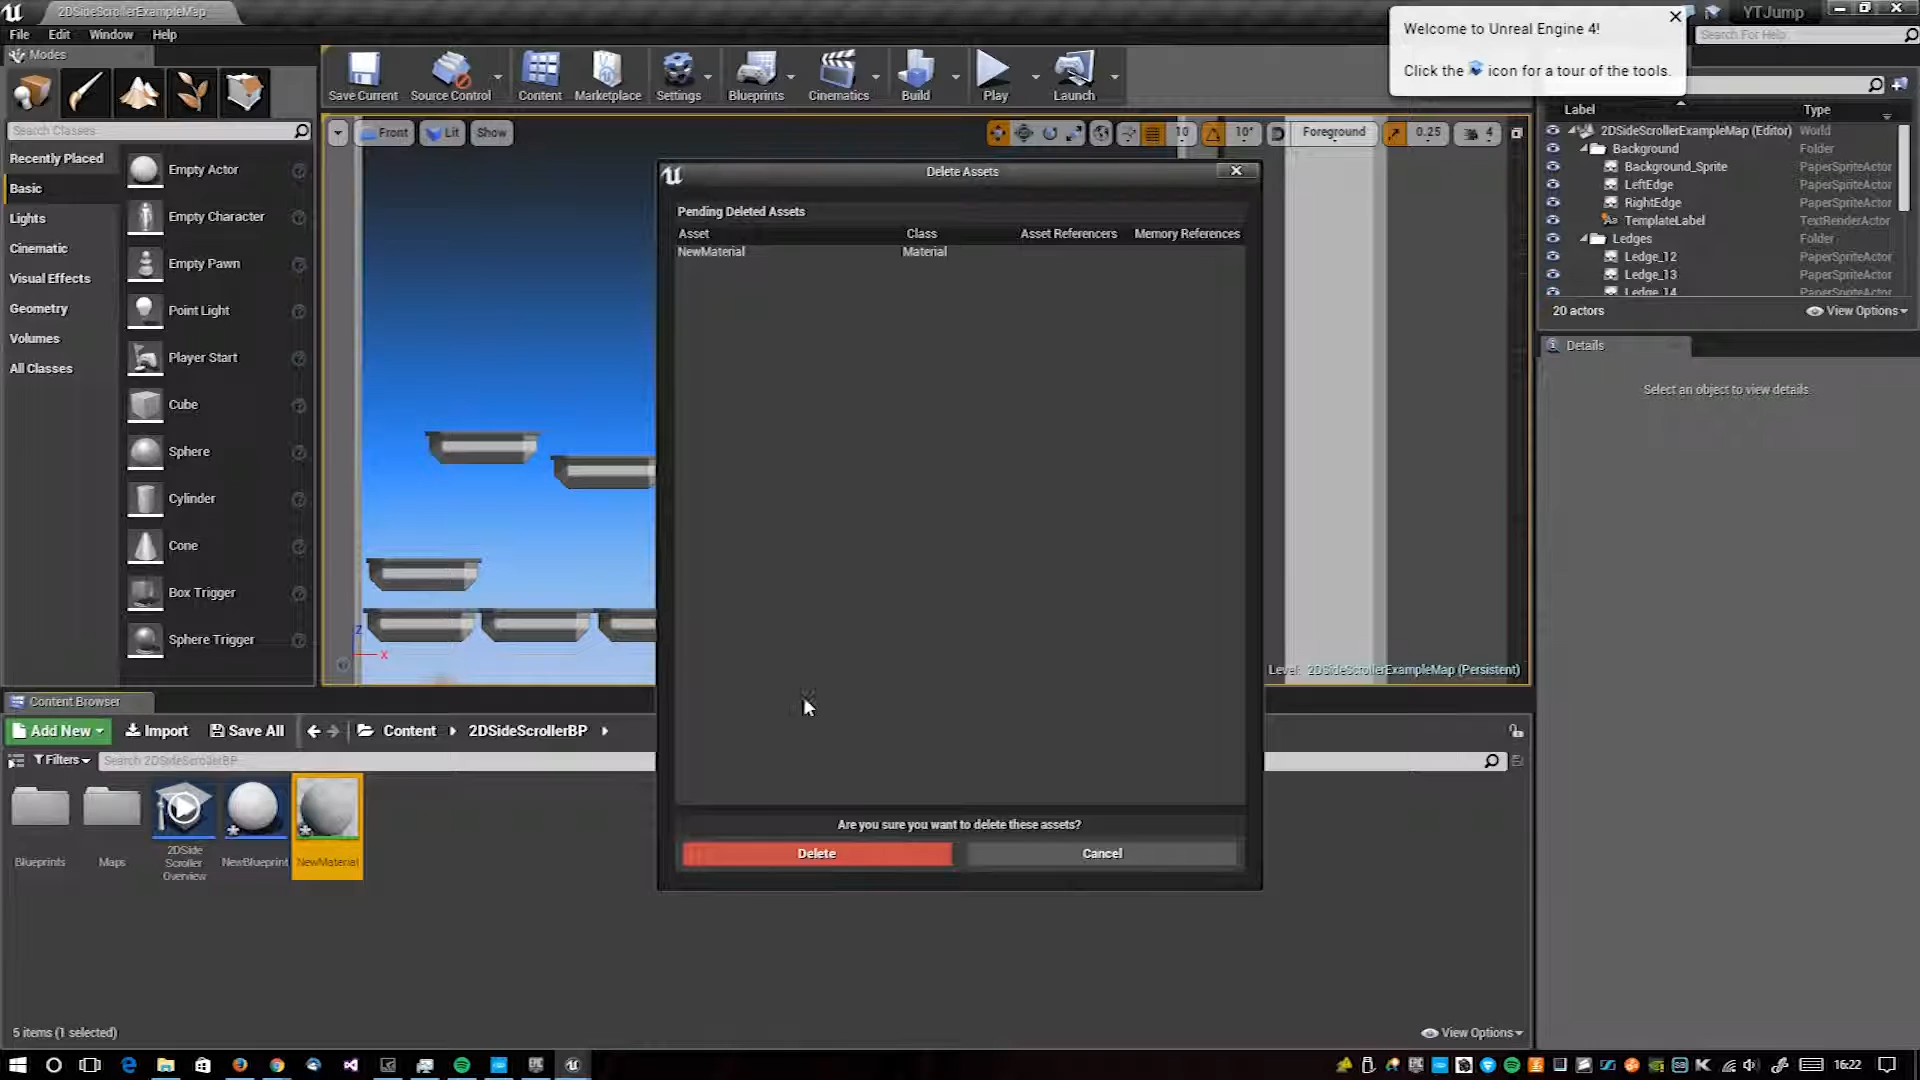 2DSideScrollerExampleMap
YTJump
File Edit Window Help
Search For Help
Welcome to Unreal Engine 4!
Click the icon for a tour of the tools.
Modes
Save Current Source Control Content Marketplace Settings Blueprints Cinematics Build Play Launch
Search Classes
Recently Placed
Basic
Lights
Cinematic
Visual Effects
Geometry
Volumes
All Classes
Empty Actor
Empty Character
Empty Pawn
Point Light
Player Start
Cube
Sphere
Cylinder
Cone
Box Trigger
Sphere Trigger
Front Lit Show
10 10° Foreground 0.25 4
Z
X
Level: 2DSideScrollerExampleMap (Persistent)
Delete Assets
Pending Deleted Assets
Asset Class Asset Referencers Memory References
NewMaterial Material
Are you sure you want to delete these assets?
Delete Cancel
Label Type
2DSideScrollerExampleMap (Editor) World
Background Folder
Background_Sprite PaperSpriteActor
LeftEdge PaperSpriteActor
RightEdge PaperSpriteActor
TemplateLabel TextRenderActor
Ledges Folder
Ledge_12 PaperSpriteActor
Ledge_13 PaperSpriteActor
Ledge_14 PaperSpriteActor
20 actors View Options
Details
Select an object to view details
Content Browser
Add New Import Save All Content 2DSideScrollerBP
Filters Search 2DSideScrollerBP
Blueprints
Maps
2DSide
Scroller
Overview
NewBlueprint
NewMaterial
5 items (1 selected)
View Options
16:22